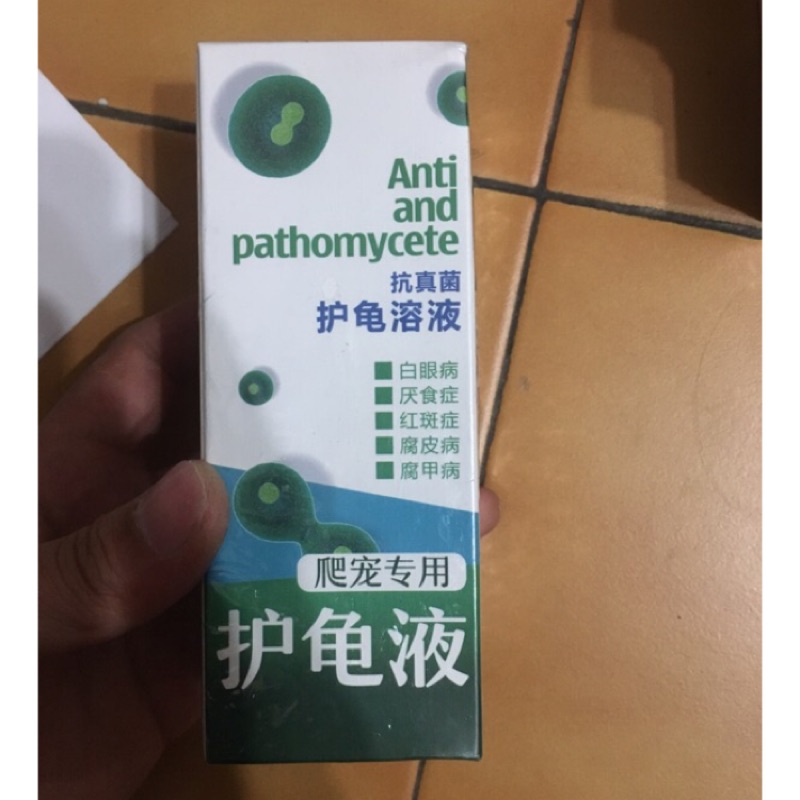 Anti
and
pathomycete
抗真菌
护龟溶液
白眼病
厌食症
红斑症
腐皮病
腐甲病
爬宠专用
护龟液